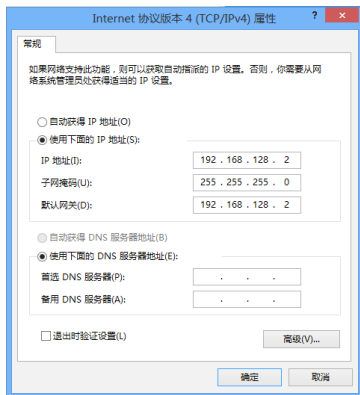 Internet 协议版本 4 (TCP/IPv4) 属性
? ×
常规
如果网络支持此功能，则可以获取自动指派的 IP 设置。否则，你需要从网
络系统管理员处获得适当的 IP 设置。
自动获得 IP 地址(O)
使用下面的 IP 地址(S):
IP 地址(I): 192 . 168 . 128 . 2
子网掩码(U): 255 . 255 . 255 . 0
默认网关(D): 192 . 168 . 128 . 2
自动获得 DNS 服务器地址(B)
使用下面的 DNS 服务器地址(E):
首选 DNS 服务器(P): . . .
备用 DNS 服务器(A): . . .
退出时验证设置(L)
高级(V)...
确定 取消